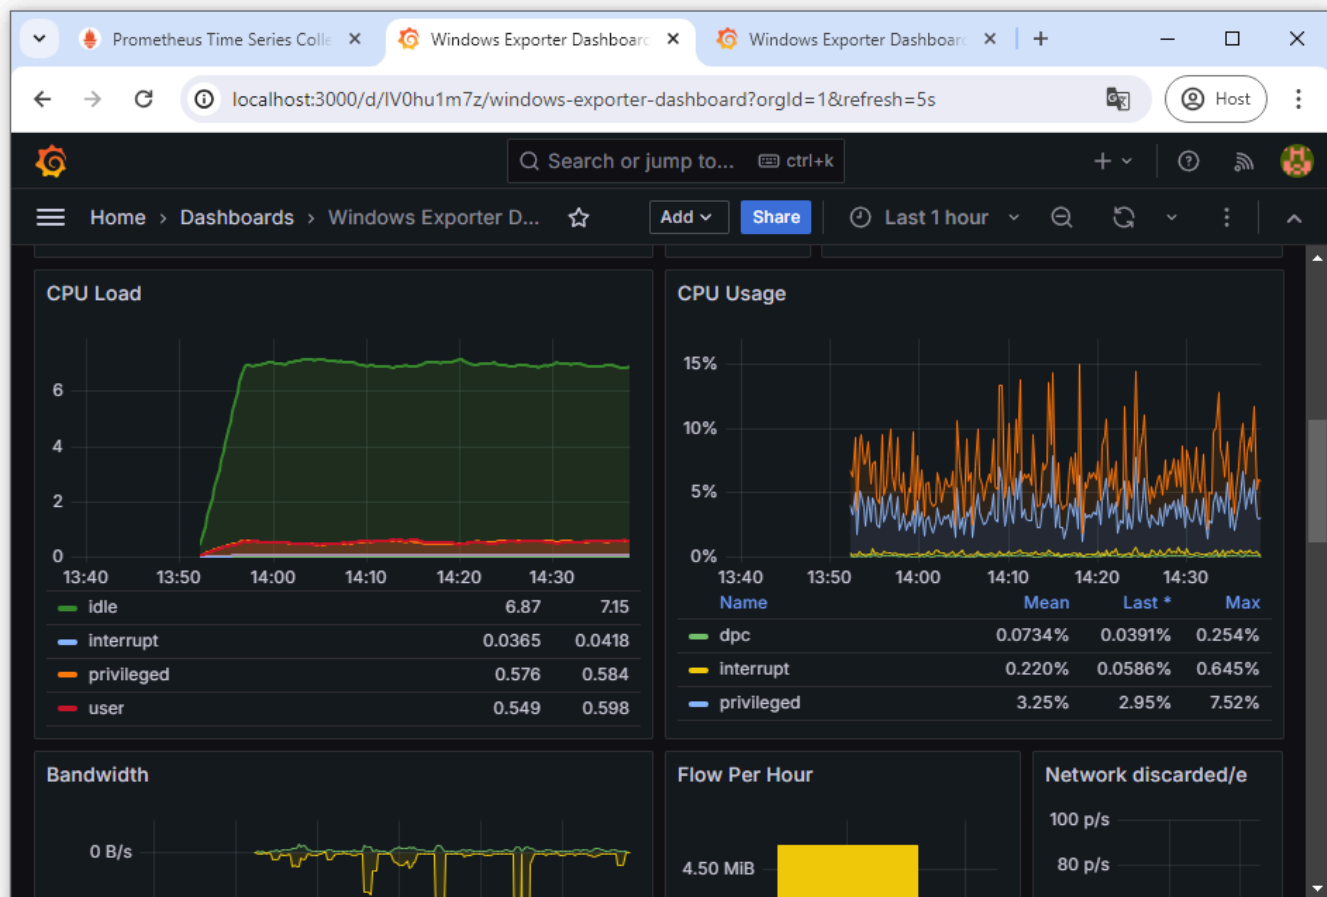 Prometheus Time Series Colle
Windows Exporter Dashboard
Windows Exporter Dashboar
localhost:3000/d/IV0hu1m7z/windows-exporter-dashboard?orgId=1&refresh=5s
Host
Search or jump to... ctrl+k
Home › Dashboards › Windows Exporter D...
Add
Share
Last 1 hour
CPU Load
6
4
2
0
13:40 13:50 14:00 14:10 14:20 14:30
idle 6.87 7.15
interrupt 0.0365 0.0418
privileged 0.576 0.584
user 0.549 0.598
CPU Usage
15%
10%
5%
0%
13:40 13:50 14:00 14:10 14:20 14:30
Name Mean Last * Max
dpc 0.0734% 0.0391% 0.254%
interrupt 0.220% 0.0586% 0.645%
privileged 3.25% 2.95% 7.52%
Bandwidth
0 B/s
Flow Per Hour
4.50 MiB
Network discarded/e
100 p/s
80 p/s